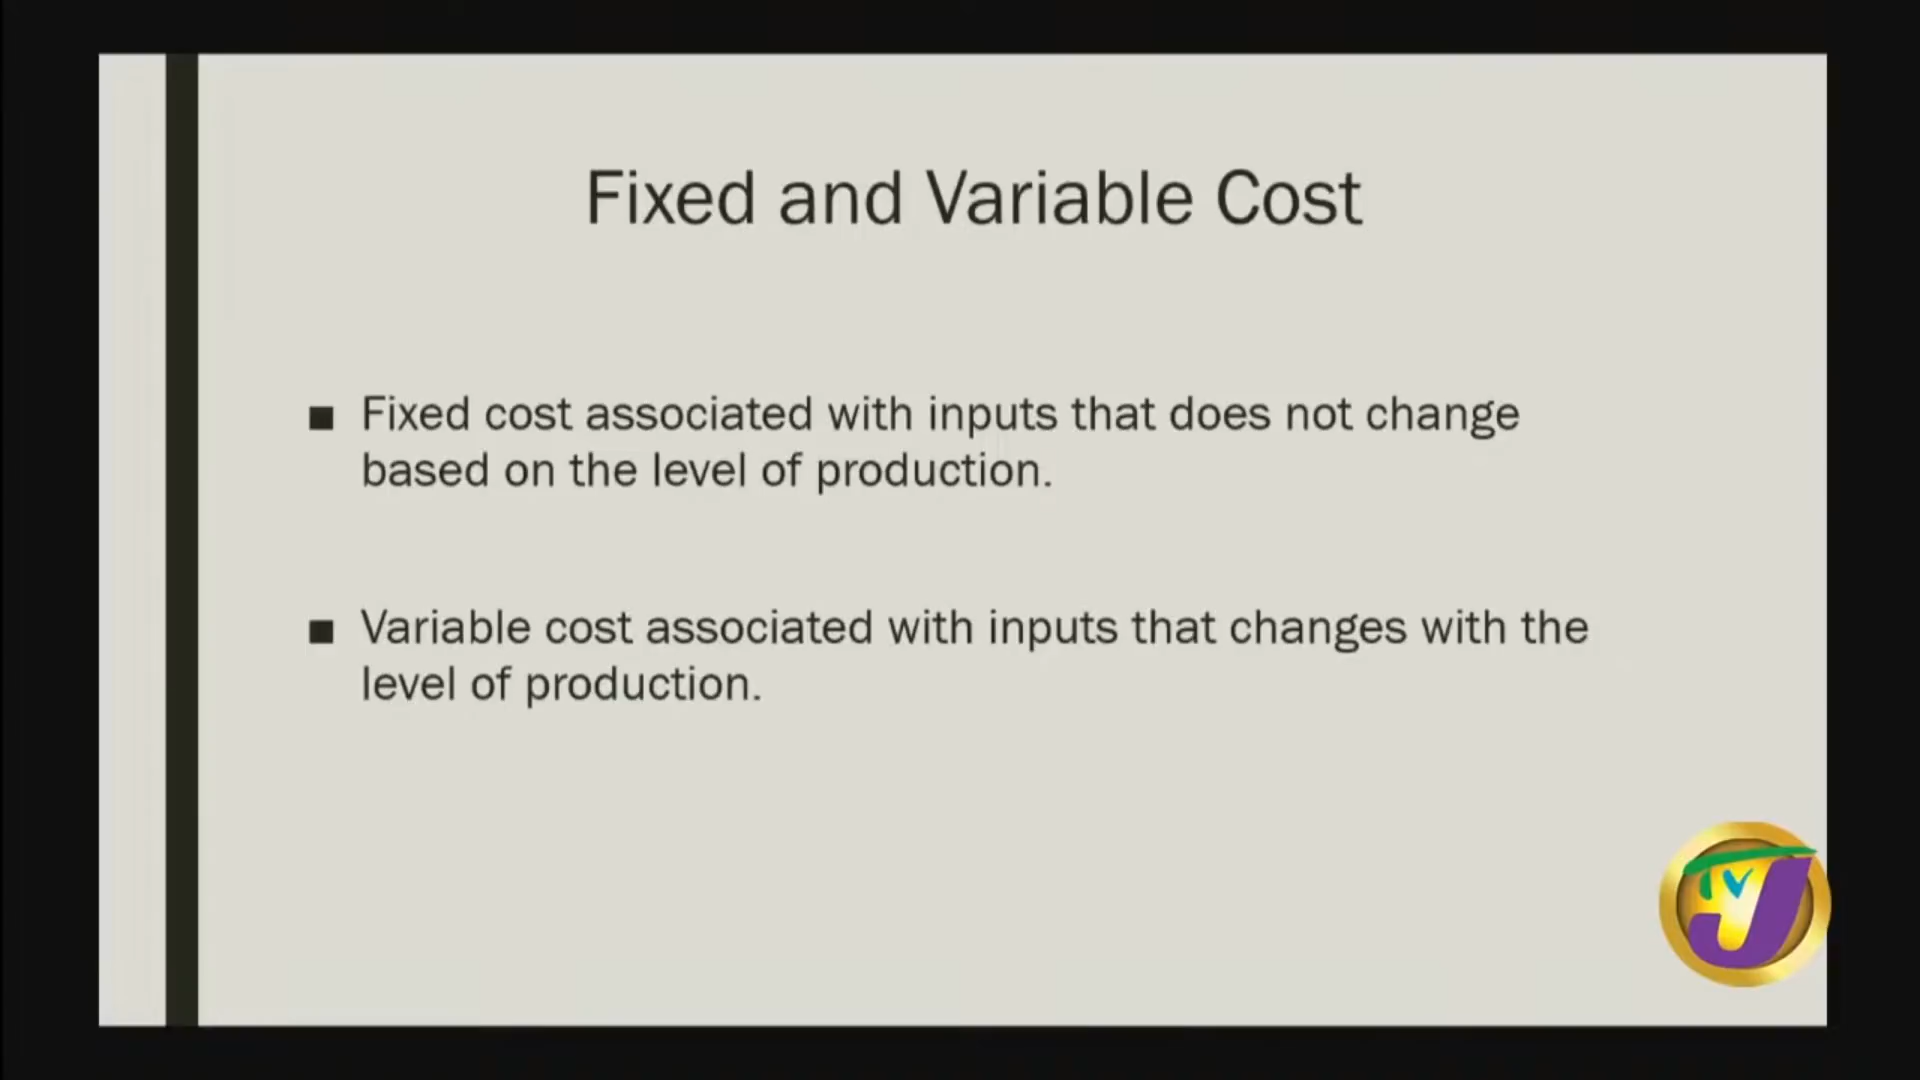 Fixed and Variable Cost
■ Fixed cost associated with inputs that does not change
based on the level of production.
■ Variable cost associated with inputs that changes with the
level of production.
TVJ